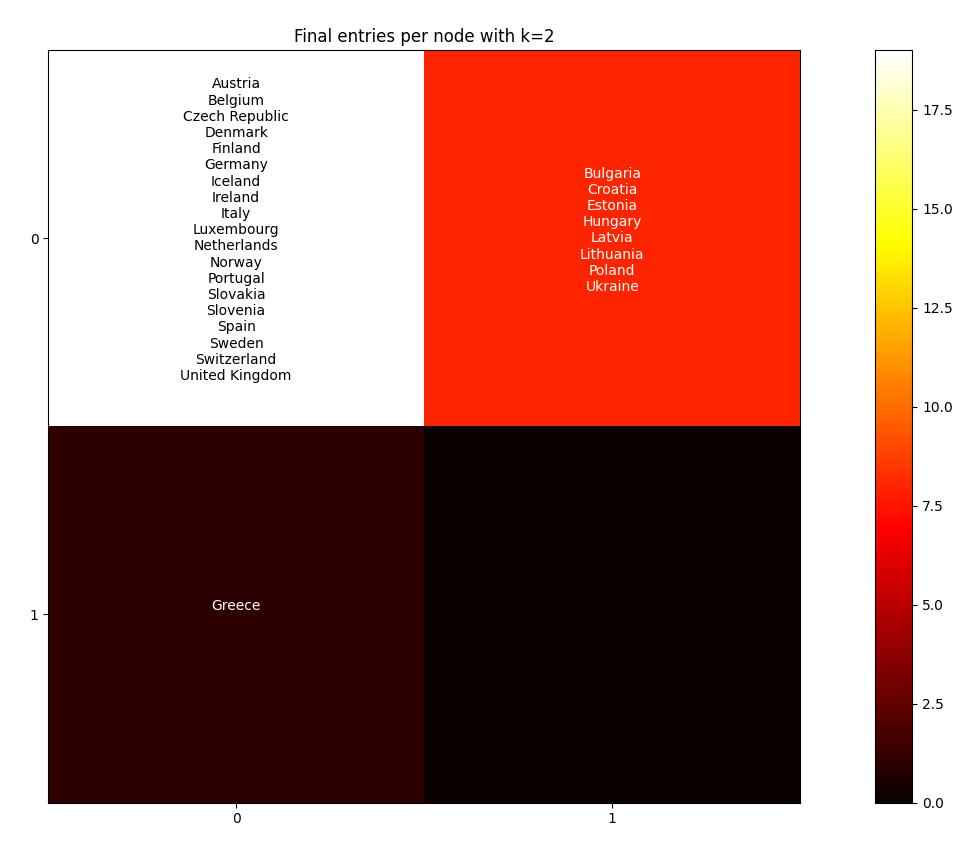 Final entries per node with k=2
Austria
Belgium
Czech Republic
Denmark
Finland
Germany
Iceland
Ireland
Italy
Luxembourg
Netherlands
Norway
Portugal
Slovakia
Slovenia
Spain
Sweden
Switzerland
United Kingdom
Bulgaria
Croatia
Estonia
Hungary
Latvia
Lithuania
Poland
Ukraine
Greece
0
1
0
1
17.5
15.0
12.5
10.0
7.5
5.0
2.5
0.0